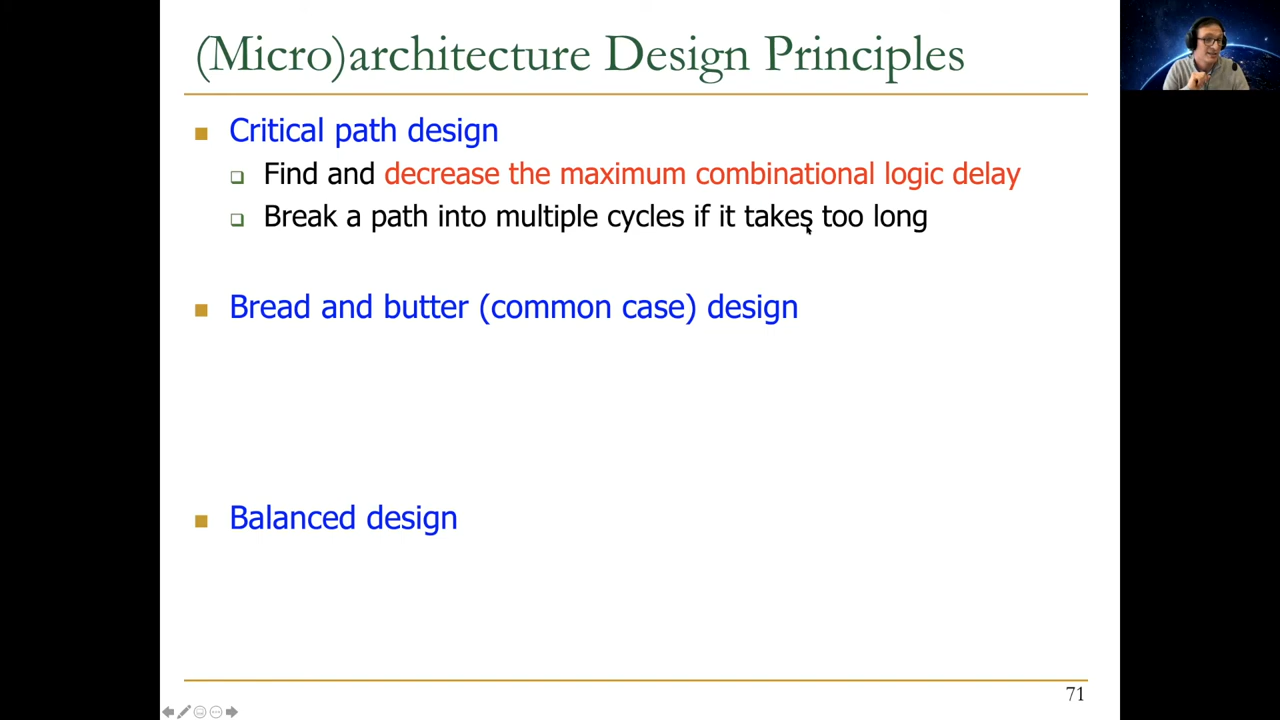 (Micro)architecture Design Principles
Critical path design
Find and decrease the maximum combinational logic delay
Break a path into multiple cycles if it takes too long
Bread and butter (common case) design
Balanced design
71